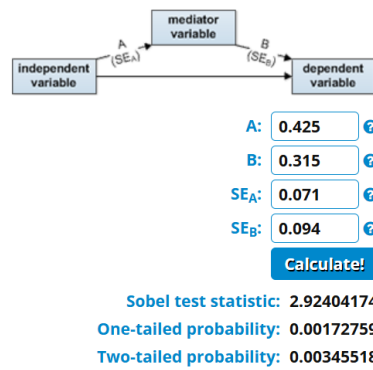 mediator
variable
A
(SEA)
B
(SEB)
independent
variable
dependent
variable
A: 0.425 ?
B: 0.315 ?
SEA: 0.071 ?
SEB: 0.094 ?
Calculate!
Sobel test statistic: 2.92404174
One-tailed probability: 0.00172759
Two-tailed probability: 0.00345518